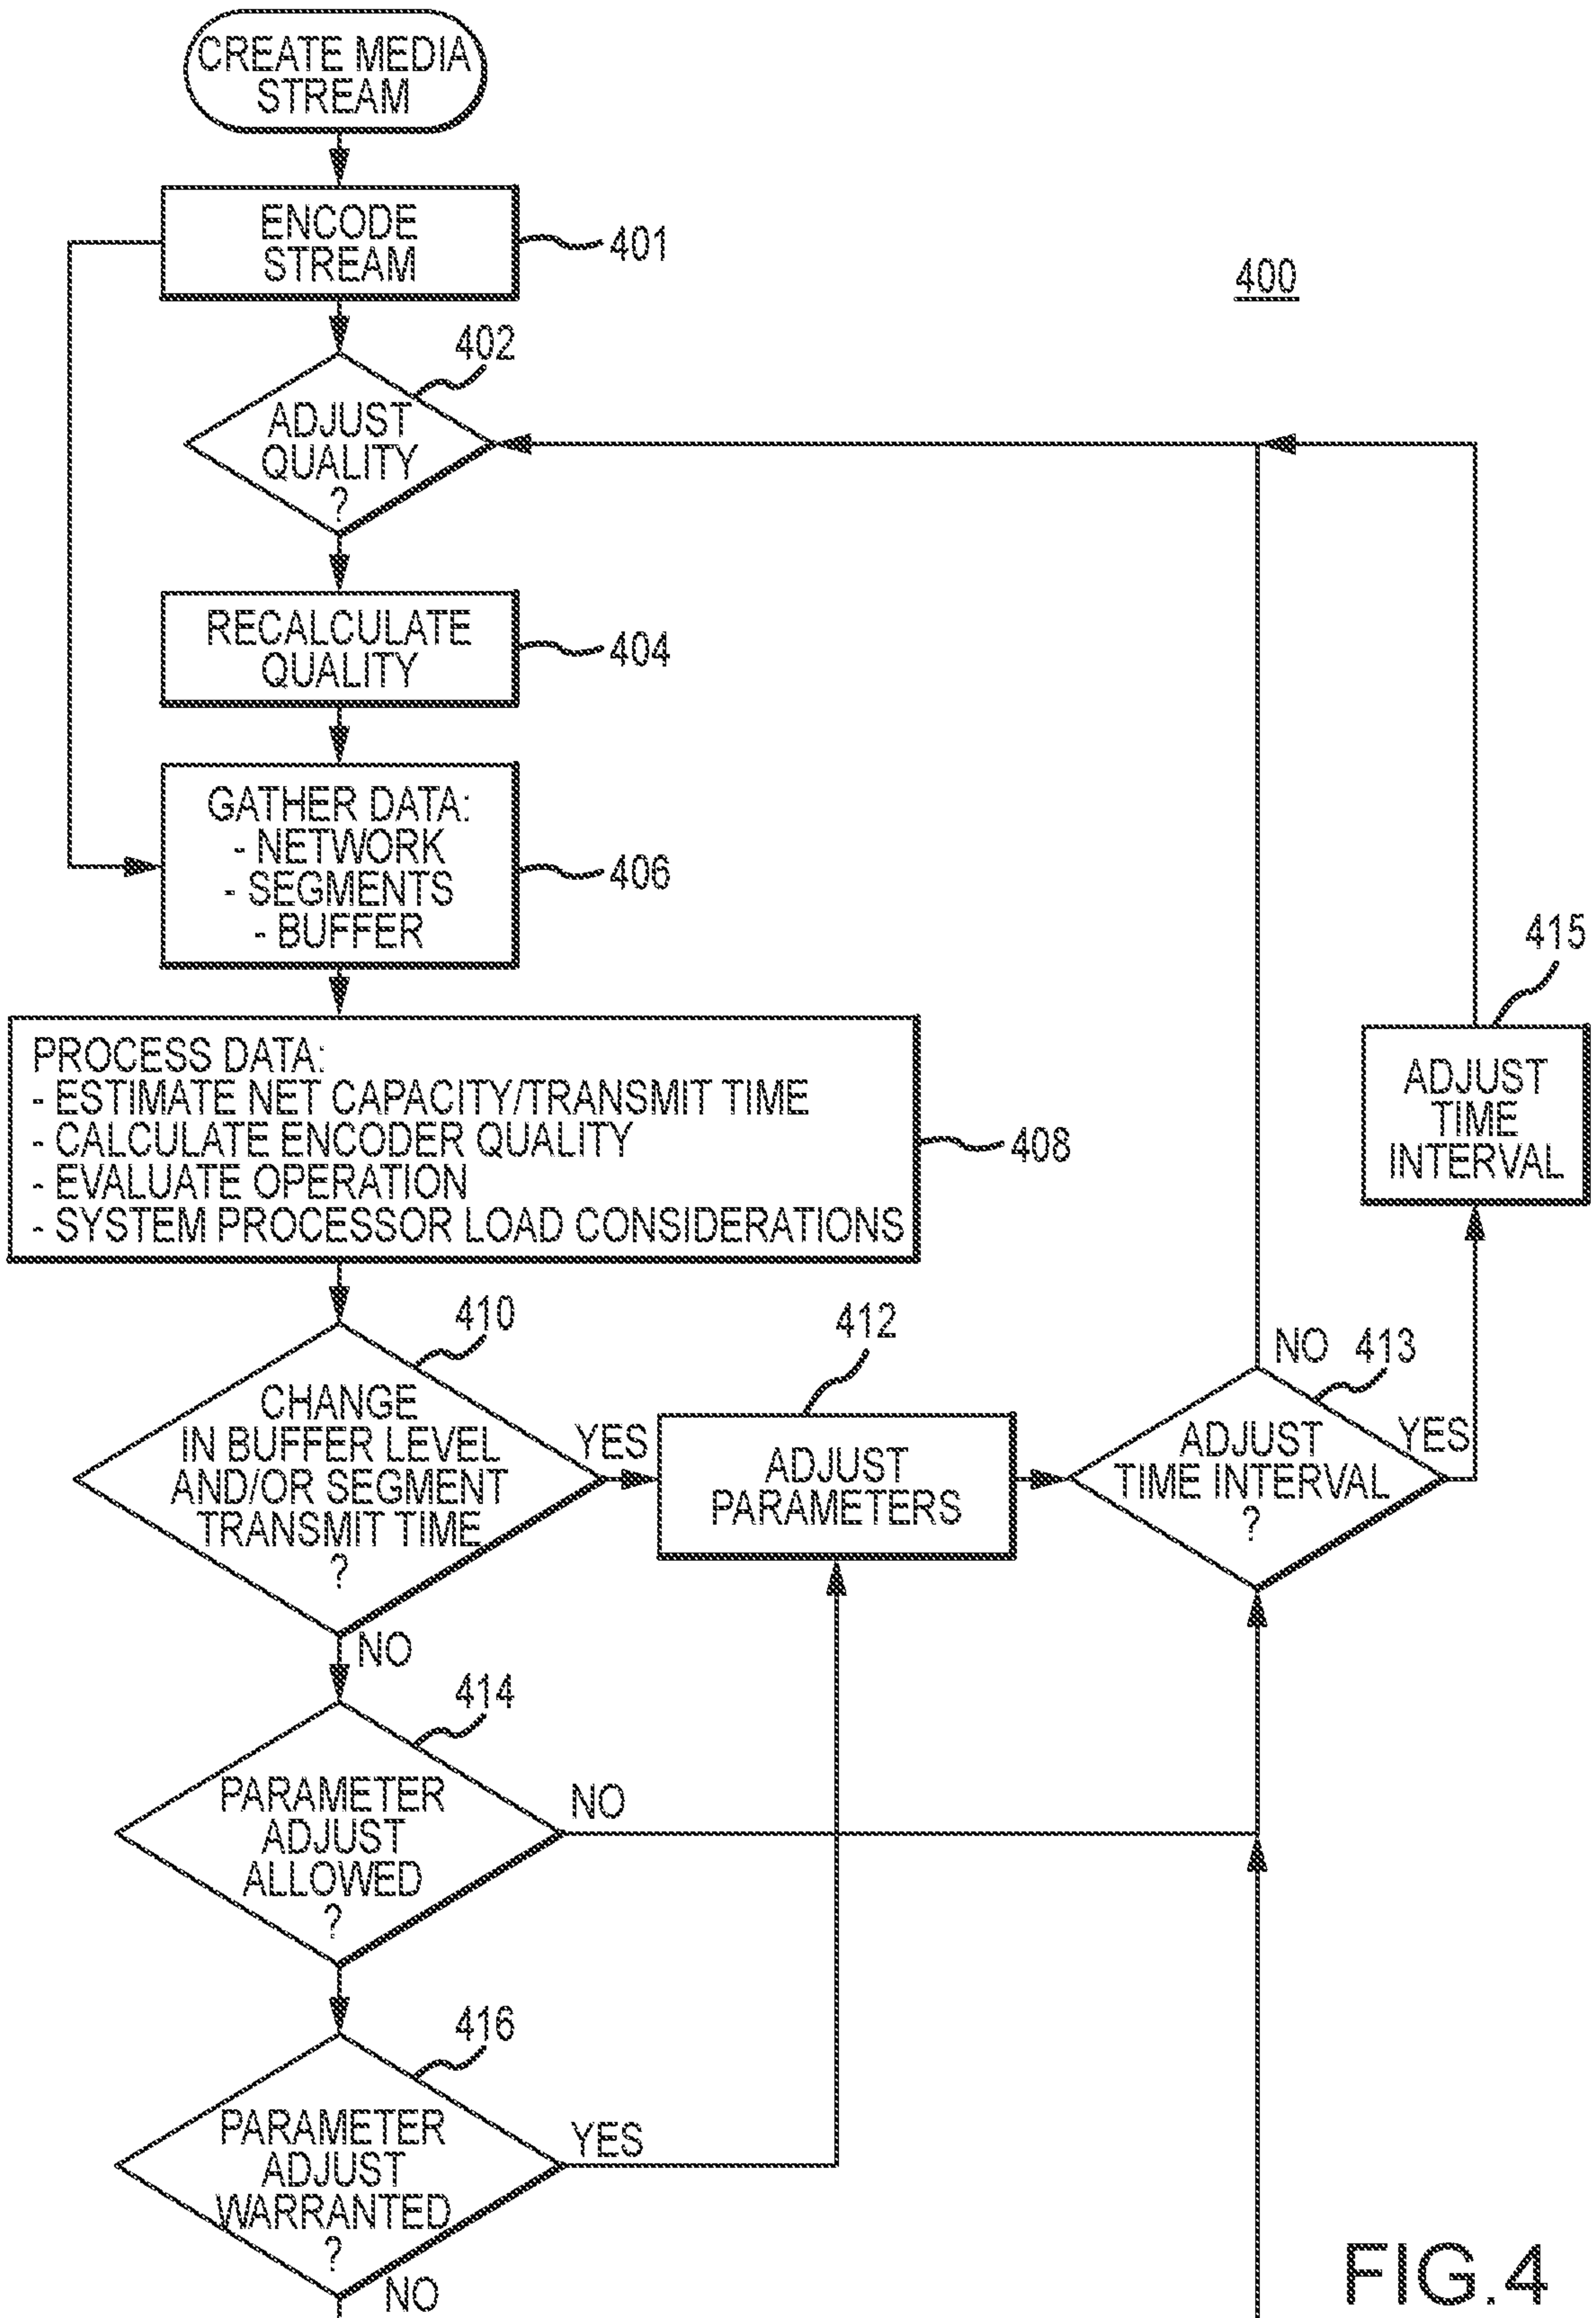 CREATE MEDIA
STREAM
ENCODE
STREAM
401
400
402
ADJUST
QUALITY
?
RECALCULATE
QUALITY
404
GATHER DATA:
- NETWORK
- SEGMENTS
- BUFFER
406
415
ADJUST
TIME
INTERVAL
PROCESS DATA:
- ESTIMATE NET CAPACITY/TRANSMIT TIME
- CALCULATE ENCODER QUALITY
- EVALUATE OPERATION
- SYSTEM PROCESSOR LOAD CONSIDERATIONS
408
410
CHANGE
IN BUFFER LEVEL
AND/OR SEGMENT
TRANSMIT TIME
?
YES
NO
412
ADJUST
PARAMETERS
NO
413
ADJUST
TIME INTERVAL
?
YES
414
PARAMETER
ADJUST
ALLOWED
?
NO
416
PARAMETER
ADJUST
WARRANTED
?
YES
NO
FIG.4